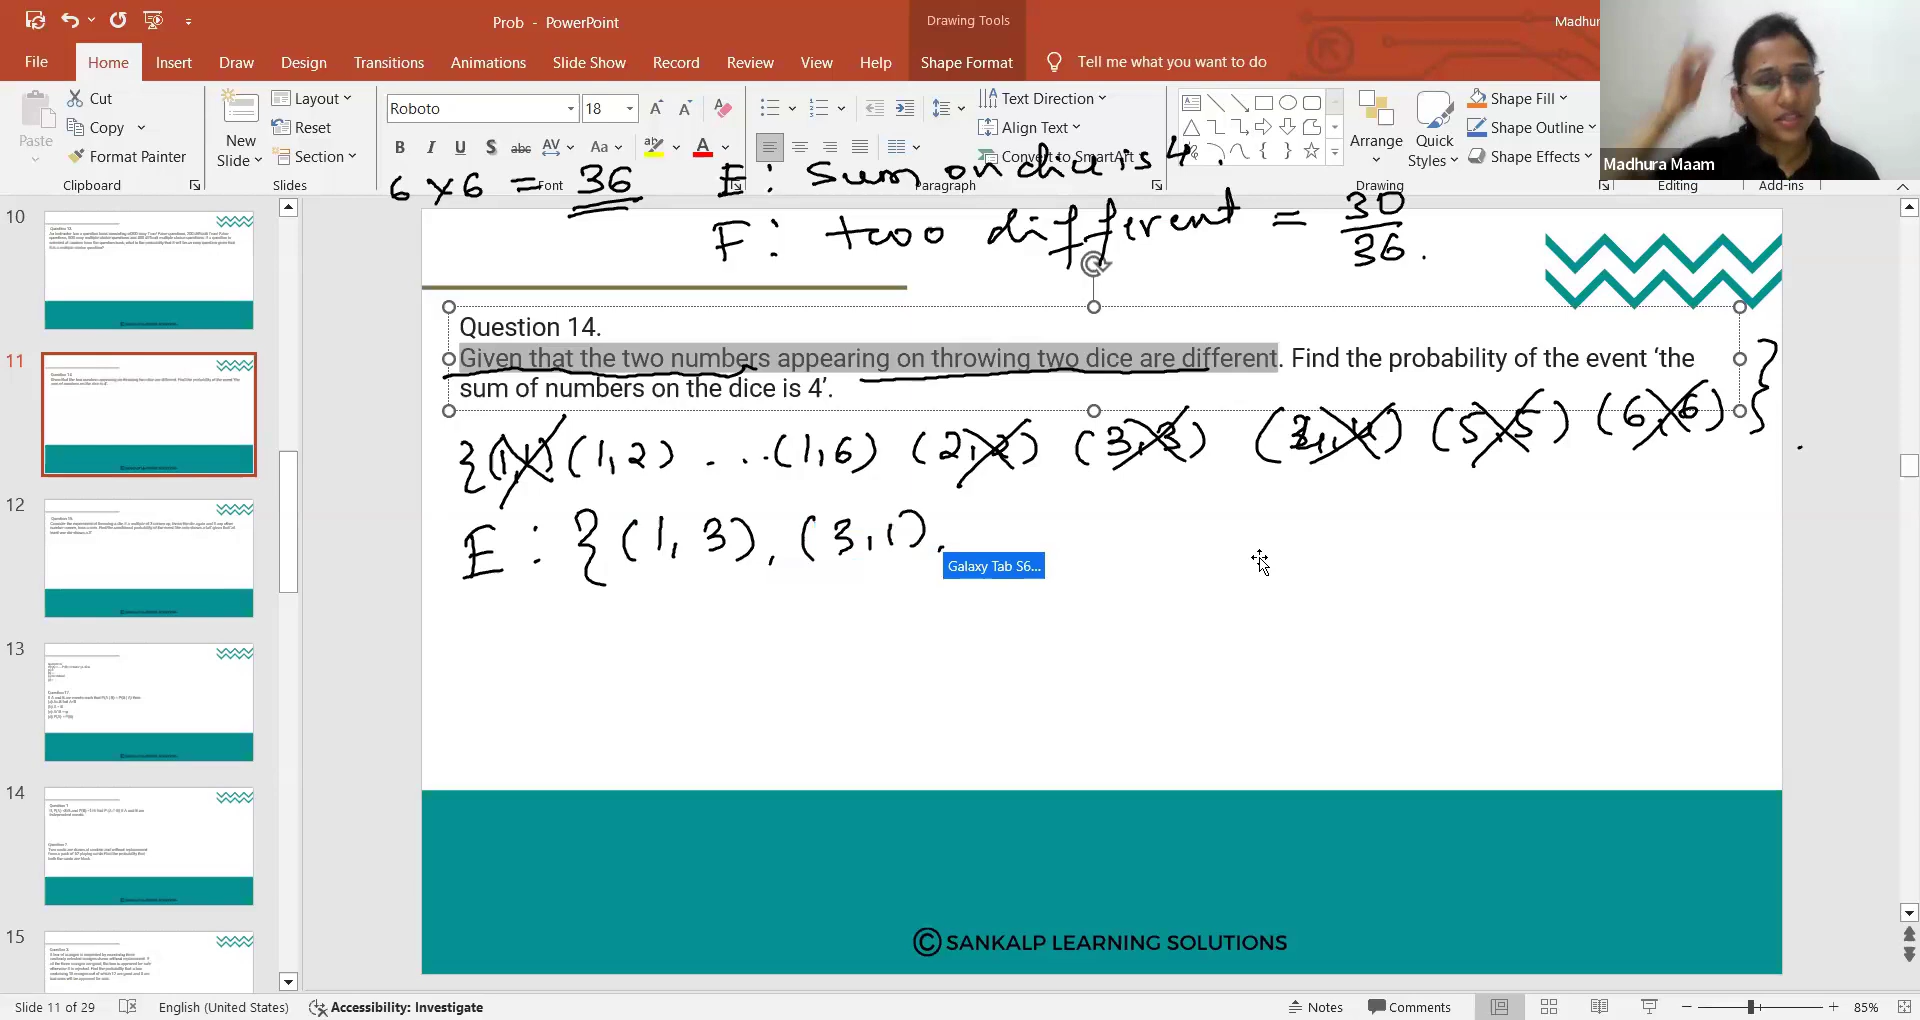 Prob - PowerPoint
Drawing Tools
Madhur
File Home Insert Draw Design Transitions Animations Slide Show Record Review View Help Shape Format Tell me what you want to do
Paste
Cut
Copy
Format Painter
Clipboard
New Slide
Layout
Reset
Section
Slides
Roboto 18
B I U S abc AV Aa A
Font
Text Direction
Align Text
Convert to SmartArt
Paragraph
Arrange
Quick Styles
Shape Fill
Shape Outline
Shape Effects
Drawing
Editing
Add-ins
Madhura Maam
6 x 6 = 36
E : Sum on dice is 4.
F : two different = 30/36.
Question 14.
Given that the two numbers appearing on throwing two dice are different. Find the probability of the event ‘the
sum of numbers on the dice is 4’.
{(1,1) (1,2) ... (1,6) (2,2) (3,3) (4,4) (5,5) (6,6)}
E : {(1,3), (3,1),
Galaxy Tab S6...
© SANKALP LEARNING SOLUTIONS
10
11
12
13
14
15
Slide 11 of 29 English (United States) Accessibility: Investigate Notes Comments 85%